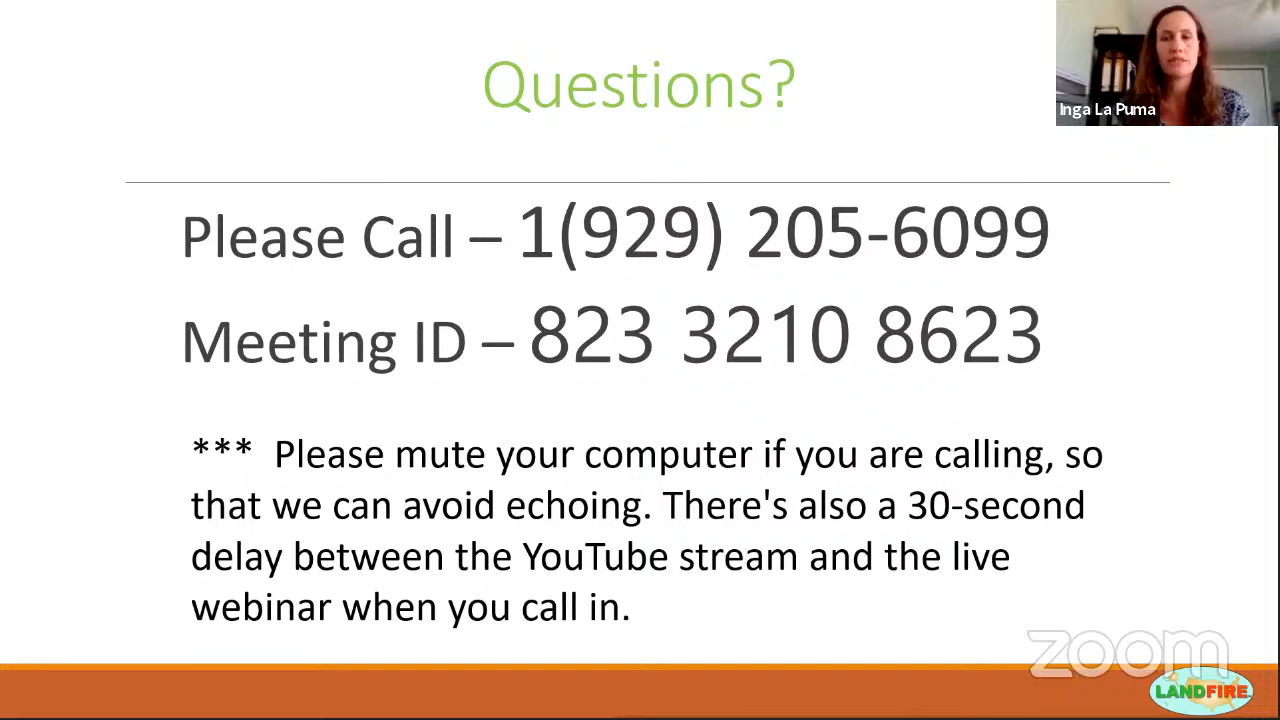 Questions?
Inga La Puma
Please Call – 1(929) 205-6099
Meeting ID – 823 3210 8623
*** Please mute your computer if you are calling, so
that we can avoid echoing. There's also a 30-second
delay between the YouTube stream and the live
webinar when you call in.
zoom
LANDFIRE